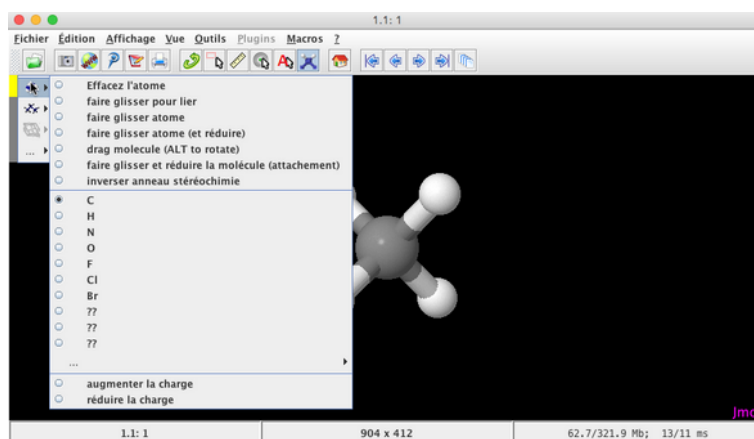 1.1: 1
Fichier Édition Affichage Vue Outils Plugins Macros ?
Effacez l'atome
faire glisser pour lier
faire glisser atome
faire glisser atome (et réduire)
drag molecule (ALT to rotate)
faire glisser et réduire la molécule (attachement)
inverser anneau stéréochimie
C
H
N
O
F
Cl
Br
??
??
??
...
...
augmenter la charge
réduire la charge
Jmo
1.1: 1 904 x 412 62.7/321.9 Mb; 13/11 ms